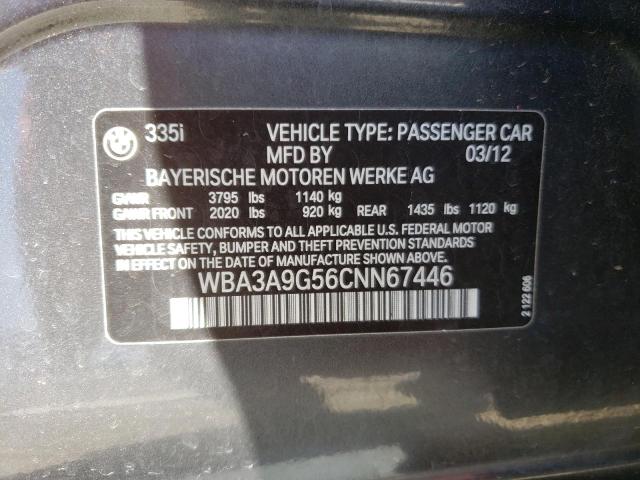 335i VEHICLE TYPE: PASSENGER CAR
MFD BY 03/12
BAYERISCHE MOTOREN WERKE AG
GVWR 3795 lbs 1140 kg
GAWR FRONT 2020 lbs 920 kg REAR 1435 lbs 1120 kg
THIS VEHICLE CONFORMS TO ALL APPLICABLE U.S. FEDERAL MOTOR
VEHICLE SAFETY, BUMPER AND THEFT PREVENTION STANDARDS
IN EFFECT ON THE DATE OF MANUFACTURE SHOWN ABOVE.
WBA3A9G56CNN67446
2 122 606